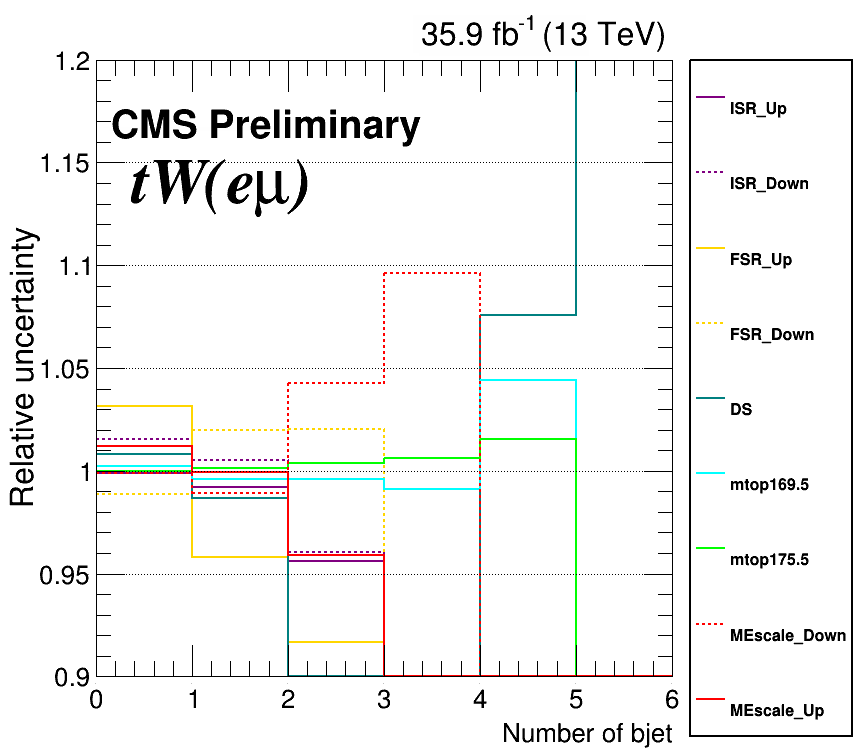 35.9 fb-1 (13 TeV)
CMS Preliminary
tW(eμ)
Relative uncertainty
1.2
1.15
1.1
1.05
1
0.95
0.9
0 1 2 3 4 5 6
Number of bjet
ISR_Up
ISR_Down
FSR_Up
FSR_Down
DS
mtop169.5
mtop175.5
MEscale_Down
MEscale_Up